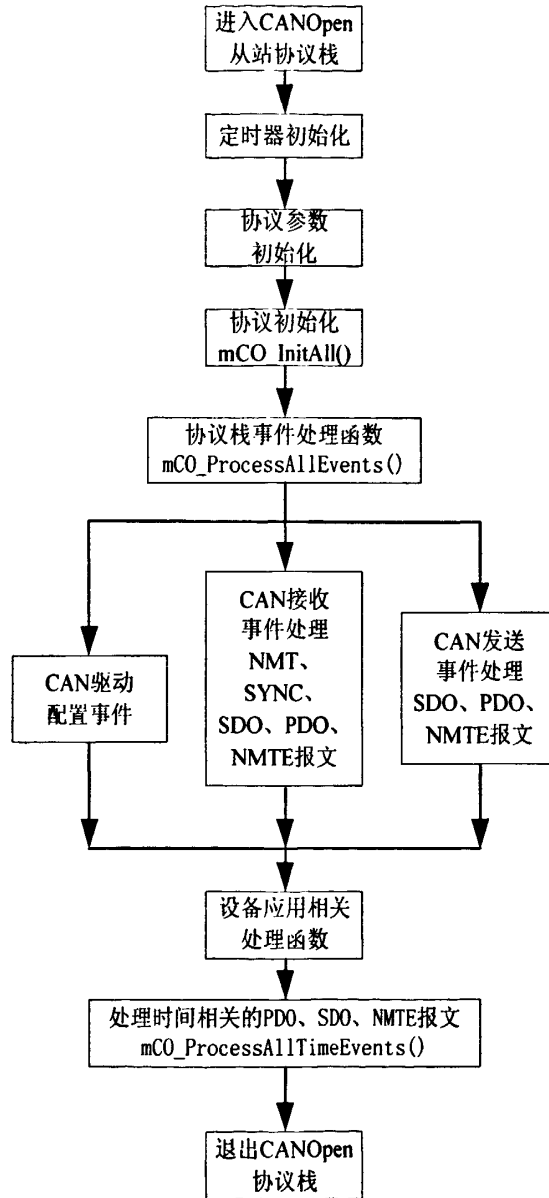 进入CANOpen
从站协议栈
定时器初始化
协议参数
初始化
协议初始化
mCO_InitAll()
协议栈事件处理函数
mCO_ProcessAllEvents()
CAN驱动
配置事件
CAN接收
事件处理
NMT、
SYNC、
SDO、PDO、
NMTE报文
CAN发送
事件处理
SDO、PDO、
NMTE报文
设备应用相关
处理函数
处理时间相关的PDO、SDO、NMTE报文
mCO_ProcessAllTimeEvents()
退出CANOpen
协议栈